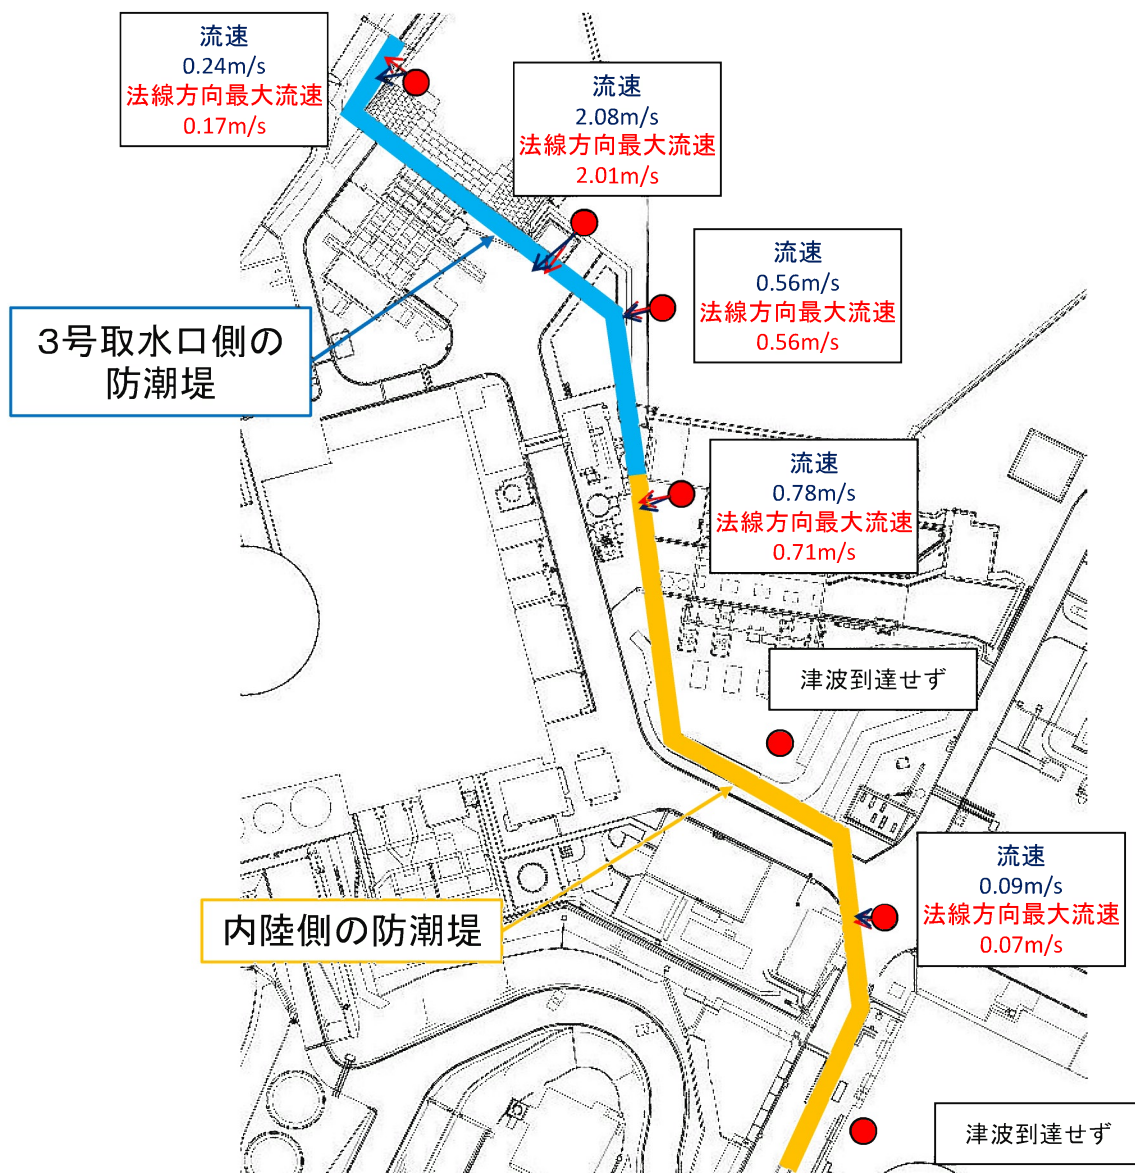 流速
0.24m/s
法線方向最大流速
0.17m/s
流速
2.08m/s
法線方向最大流速
2.01m/s
流速
0.56m/s
法線方向最大流速
0.56m/s
3号取水口側の
防潮堤
流速
0.78m/s
法線方向最大流速
0.71m/s
津波到達せず
流速
0.09m/s
法線方向最大流速
0.07m/s
内陸側の防潮堤
津波到達せず